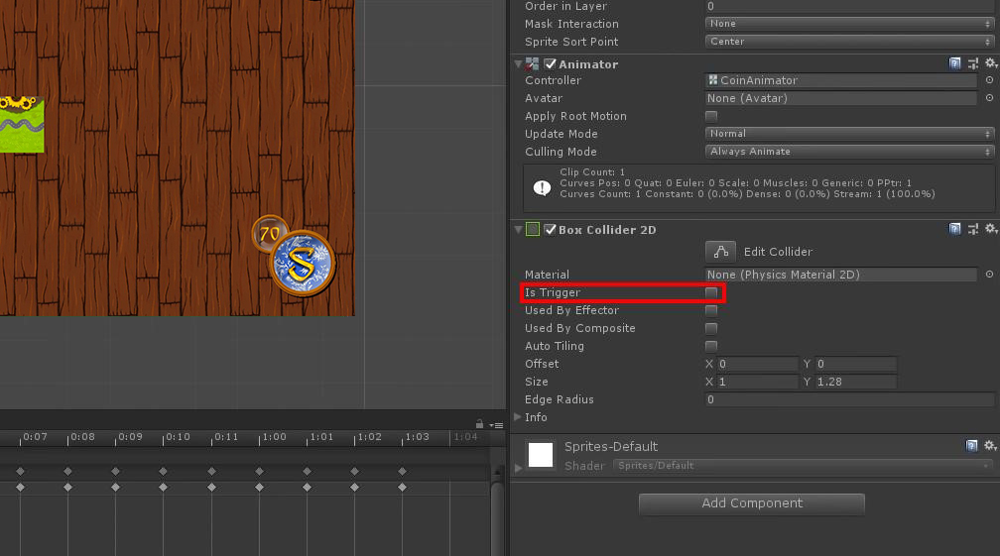 Order in Layer 0
Mask Interaction None
Sprite Sort Point Center
Animator
Controller CoinAnimator
Avatar None (Avatar)
Apply Root Motion
Update Mode Normal
Culling Mode Always Animate
Clip Count: 1
Curves Pos: 0 Quat: 0 Euler: 0 Scale: 0 Muscles: 0 Generic: 0 PPtr: 1
Curves Count: 1 Constant: 0 (0.0%) Dense: 0 (0.0%) Stream: 1 (100.0%)
Box Collider 2D
Edit Collider
Material None (Physics Material 2D)
Is Trigger
Used By Effector
Used By Composite
Auto Tiling
Offset X 0 Y 0
Size X 1 Y 1.28
Edge Radius 0
Info
Sprites-Default
Shader Sprites/Default
Add Component
70
S
0:07 0:08 0:09 0:10 0:11 1:00 1:01 1:02 1:03 1:04